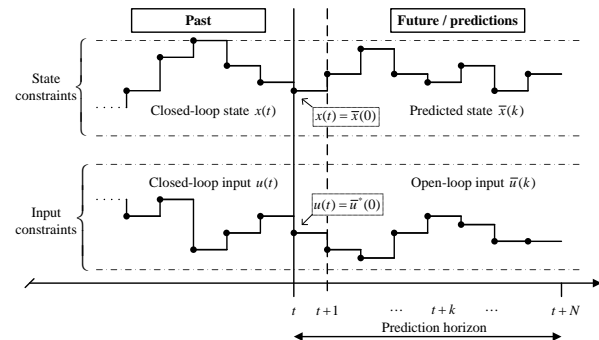 Past
Future / predictions
State
constraints
Closed-loop state x(t)
x(t) = x̅(0)
Predicted state x̅(k)
Closed-loop input u(t)
Open-loop input u̅(k)
u(t) = u̅*(0)
Input
constraints
t
t+1
...
t+k
...
t+N
Prediction horizon